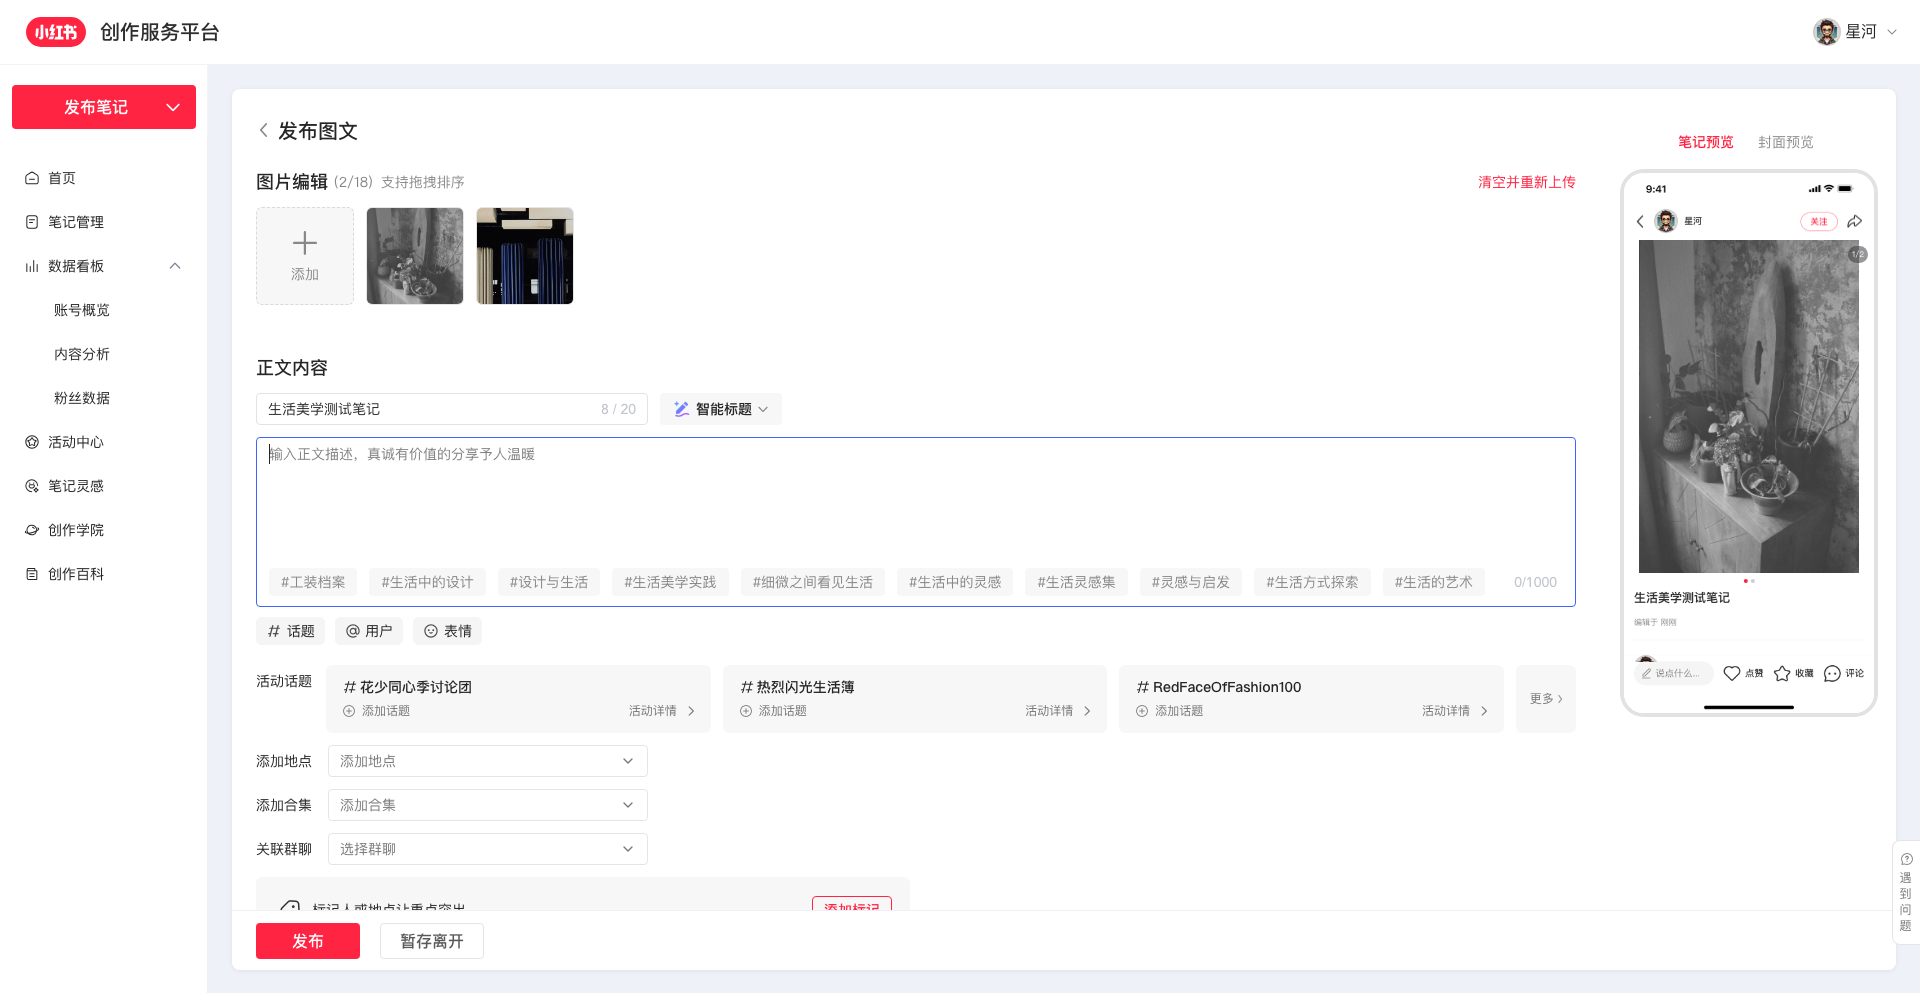 小红书 创作服务平台
星河
发布笔记
首页
笔记管理
数据看板
账号概览
内容分析
粉丝数据
活动中心
笔记灵感
创作学院
创作百科
发布图文
图片编辑 (2/18) 支持拖拽排序
清空并重新上传
添加
正文内容
生活美学测试笔记 8 / 20
智能标题
输入正文描述，真诚有价值的分享予人温暖
#工装档案 #生活中的设计 #设计与生活 #生活美学实践 #细微之间看见生活 #生活中的灵感 #生活灵感集 #灵感与启发 #生活方式探索 #生活的艺术 0/1000
# 话题 @ 用户 表情
活动话题
# 花少同心季讨论团
添加话题 活动详情
# 热烈闪光生活簿
添加话题 活动详情
# RedFaceOfFashion100
添加话题 活动详情
更多
添加地点 添加地点
添加合集 添加合集
关联群聊 选择群聊
标记人或地点让重点突出 添加标记
发布 暂存离开
笔记预览 封面预览
9:41
星河 关注
1/2
生活美学测试笔记
编辑于 刚刚
说点什么... 点赞 收藏 评论
遇到问题